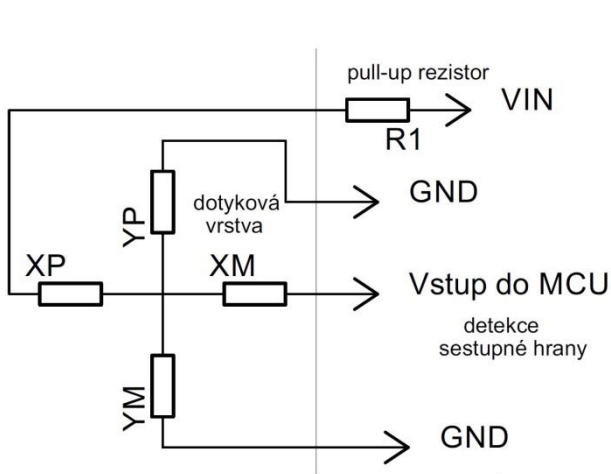 pull-up rezistor
VIN
R1
GND
dotyková
vrstva
YP
XP
XM
Vstup do MCU
detekce
sestupné hrany
YM
GND